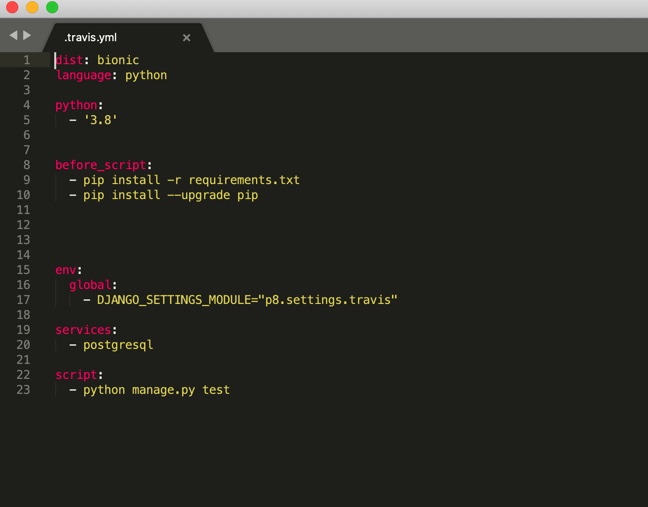 .travis.yml
1 dist: bionic
2 language: python
3
4 python:
5   - '3.8'
6
7
8 before_script:
9   - pip install -r requirements.txt
10   - pip install --upgrade pip
11
12
13
14
15 env:
16   global:
17     - DJANGO_SETTINGS_MODULE="p8.settings.travis"
18
19 services:
20   - postgresql
21
22 script:
23   - python manage.py test